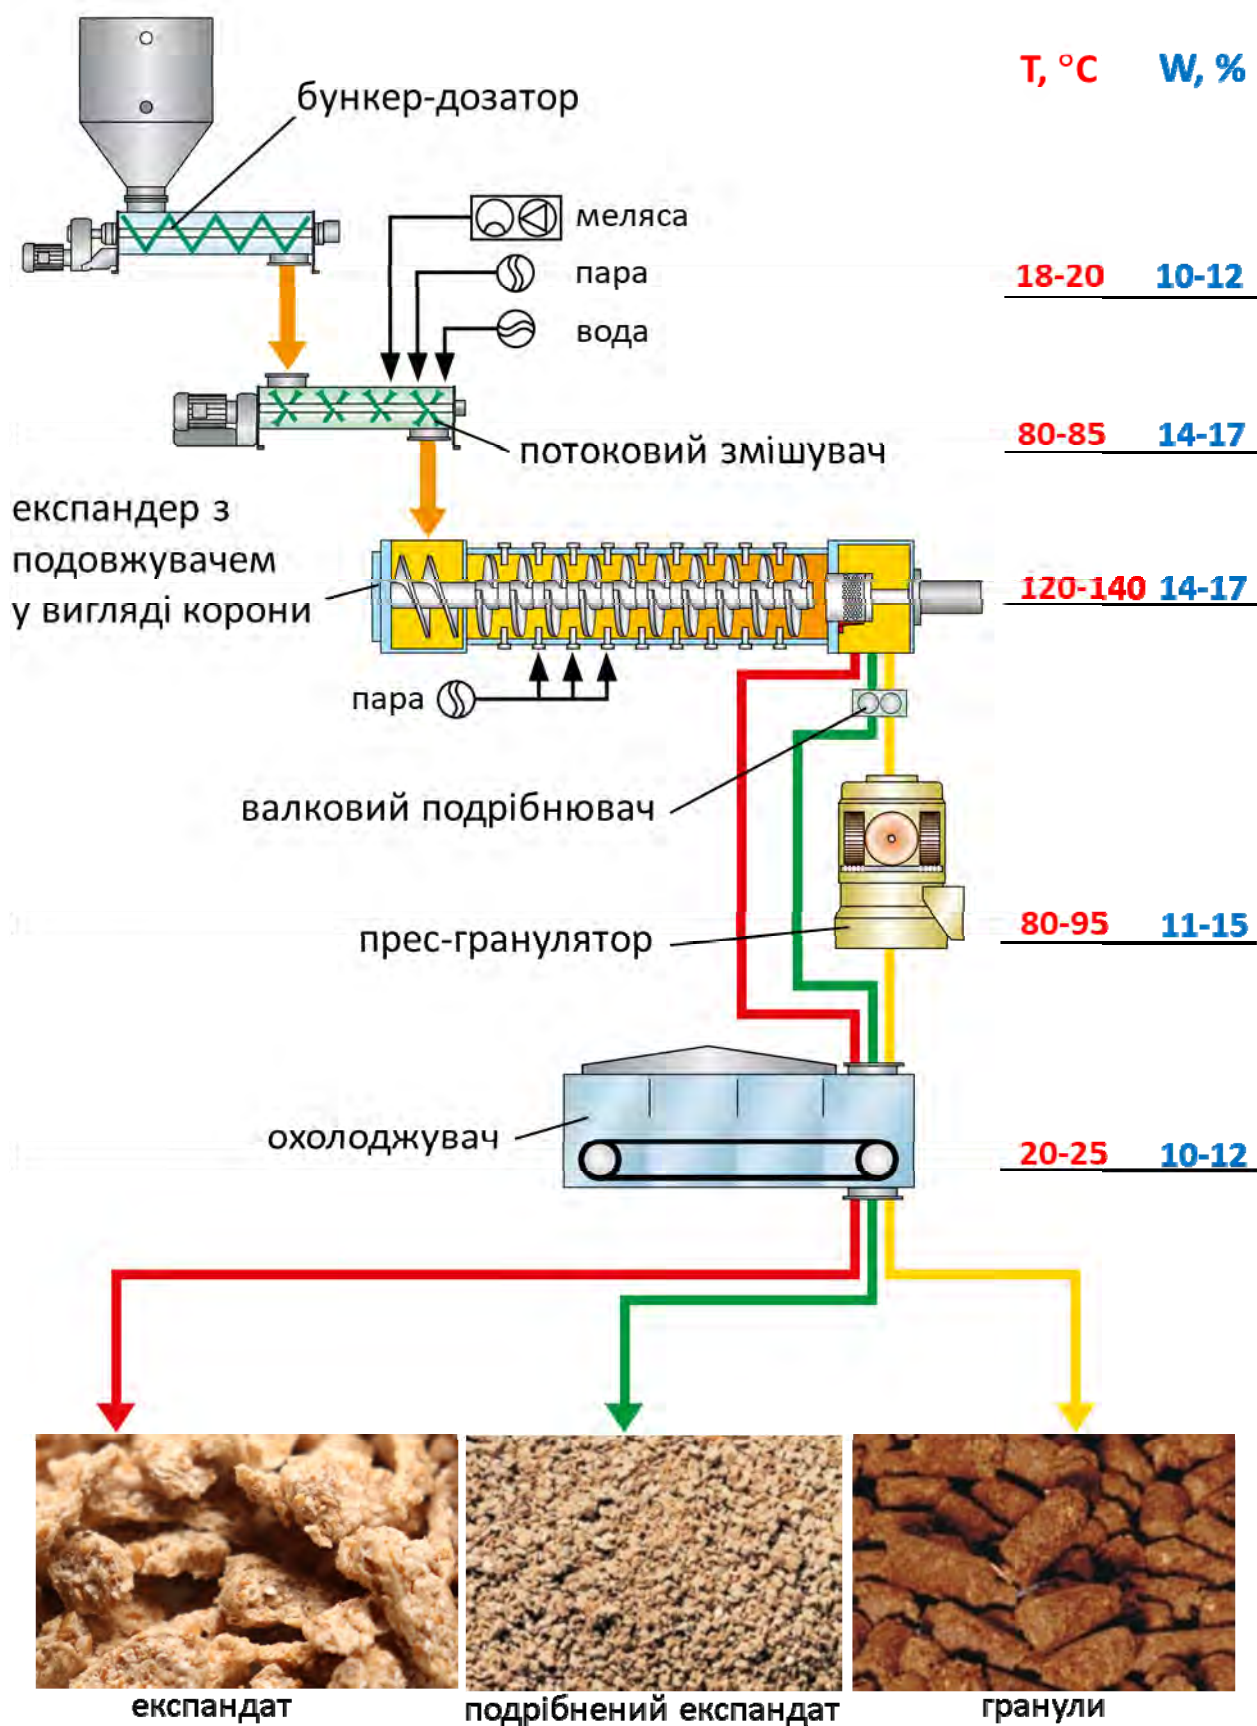 T, °C W, %
бункер-дозатор
меляса
пара
18-20 10-12
вода
80-85 14-17
потоковий змішувач
експандер з
подовжувачем
у вигляді корони
120-140 14-17
пара
валковий подрібнювач
прес-гранулятор
80-95 11-15
охолоджувач
20-25 10-12
експандат
подрібнений експандат
гранули